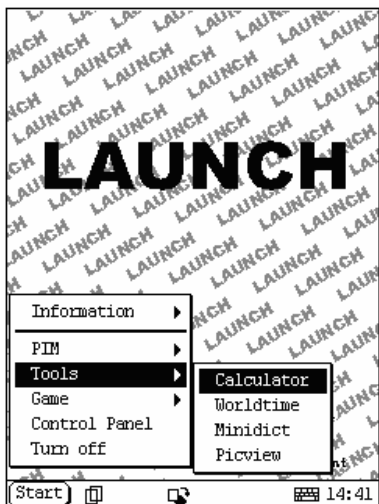 LAUNCH
Information
PIM
Tools
Game
Control Panel
Turn off
Calculator
Worldtime
Minidict
Picview
Start
14:41